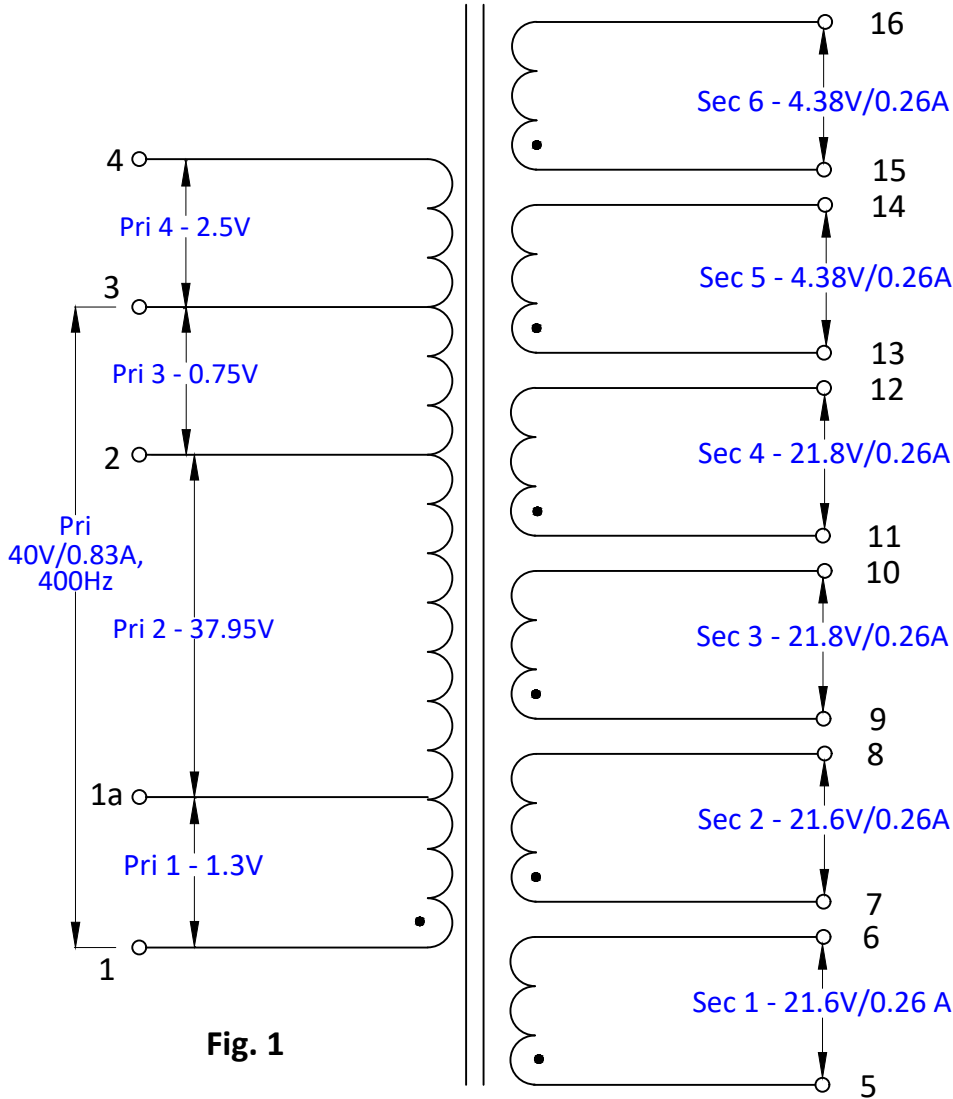 16
Sec 6 - 4.38V/0.26A
15
4
14
Pri 4 - 2.5V
Sec 5 - 4.38V/0.26A
3
13
Pri 3 - 0.75V
12
2
Sec 4 - 21.8V/0.26A
Pri
40V/0.83A,
400Hz
11
10
Pri 2 - 37.95V
Sec 3 - 21.8V/0.26A
9
8
1a
Sec 2 - 21.6V/0.26A
Pri 1 - 1.3V
7
6
1
Sec 1 - 21.6V/0.26 A
Fig. 1
5